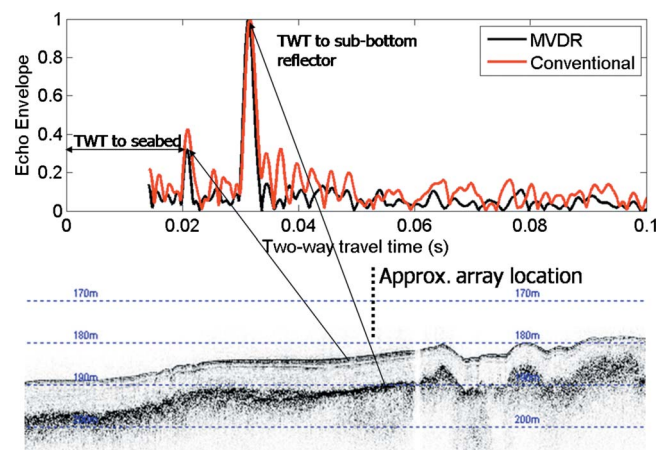 1
0.8
0.6
0.4
0.2
0
Echo Envelope
TWT to sub-bottom
reflector
MVDR
Conventional
TWT to seabed
0
0.02
0.04
0.06
0.08
0.1
Two-way travel time (s)
Approx. array location
170m
170m
180m
180m
190m
190m
200m